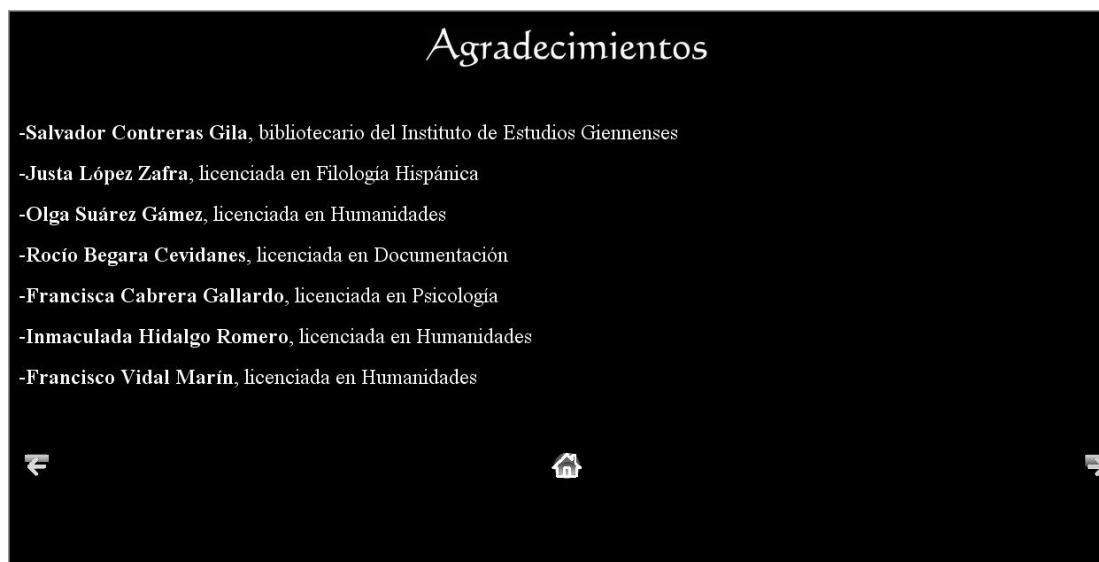 Agradecimientos
-Salvador Contreras Gila, bibliotecario del Instituto de Estudios Giennenses
-Justa López Zafra, licenciada en Filología Hispánica
-Olga Suárez Gámez, licenciada en Humanidades
-Rocío Begara Cevidanes, licenciada en Documentación
-Francisca Cabrera Gallardo, licenciada en Psicología
-Inmaculada Hidalgo Romero, licenciada en Humanidades
-Francisco Vidal Marín, licenciada en Humanidades